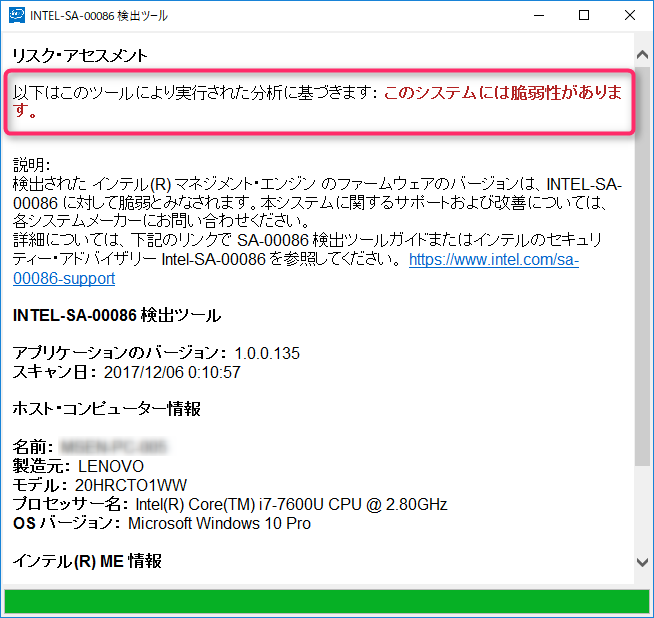 INTEL-SA-00086 検出ツール
リスク・アセスメント
以下はこのツールにより実行された分析に基づきます： このシステムには脆弱性がありま
す。
説明：
検出された インテル(R) マネジメント・エンジン のファームウェアのバージョンは、INTEL-SA-
00086 に対して脆弱とみなされます。本システムに関するサポートおよび改善については、
各システムメーカーにお問い合わせください。
詳細については、下記のリンクで SA-00086 検出ツールガイドまたはインテルのセキュリ
ティー・アドバイザリー Intel-SA-00086 を参照してください。 https://www.intel.com/sa-
00086-support
INTEL-SA-00086 検出ツール
アプリケーションのバージョン： 1.0.0.135
スキャン日： 2017/12/06 0:10:57
ホスト・コンピューター情報
名前：
製造元： LENOVO
モデル： 20HRCTO1WW
プロセッサー名： Intel(R) Core(TM) i7-7600U CPU @ 2.80GHz
OS バージョン： Microsoft Windows 10 Pro
インテル(R) ME 情報